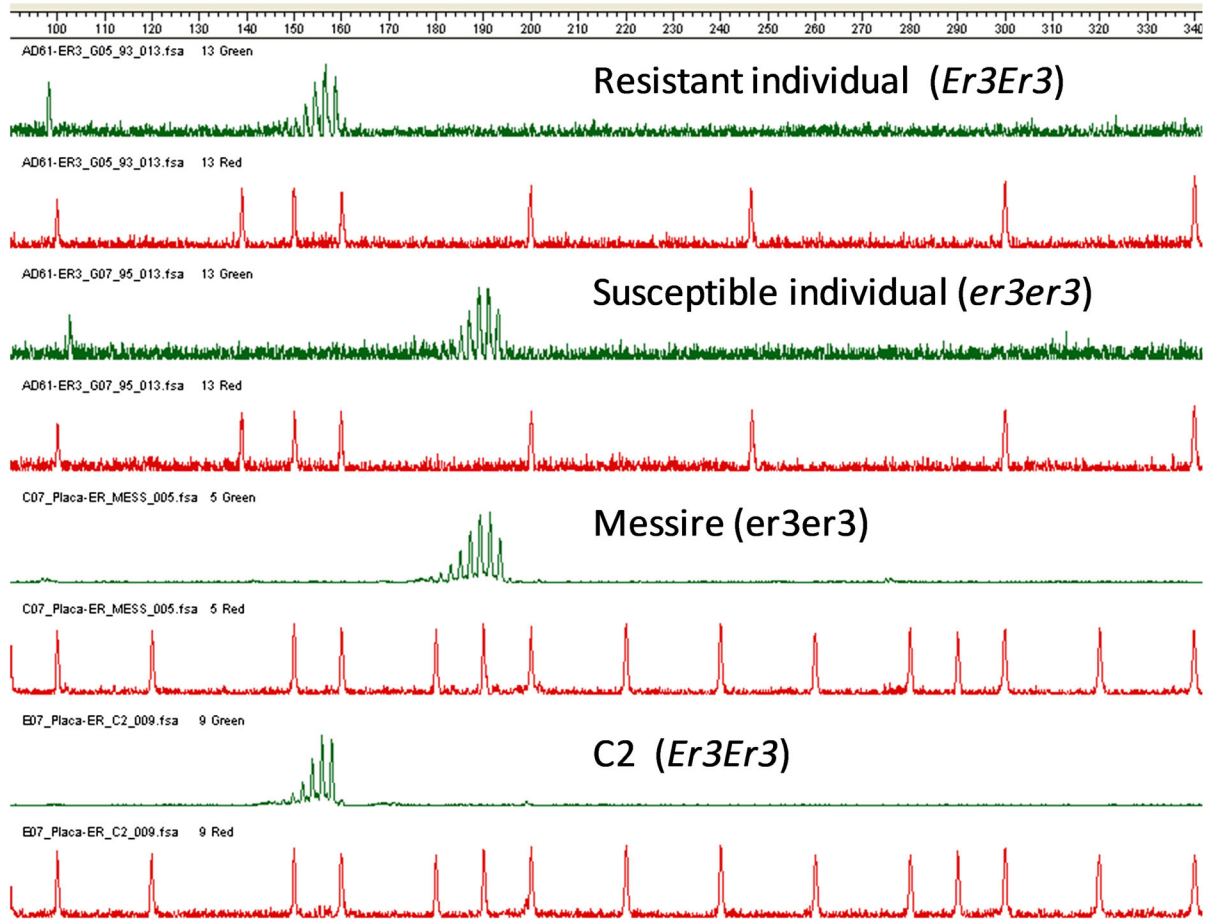 100 110 120 130 140 150 160 170 180 190 200 210 220 230 240 250 260 270 280 290 300 310 320 330 340
AD61-ER3_G05_93_013.fsa 13 Green
Resistant individual (Er3Er3)
AD61-ER3_G05_93_013.fsa 13 Red
AD61-ER3_G07_95_013.fsa 13 Green
Susceptible individual (er3er3)
AD61-ER3_G07_95_013.fsa 13 Red
C07_Placa-ER_MESS_005.fsa 5 Green
Messire (er3er3)
C07_Placa-ER_MESS_005.fsa 5 Red
E07_Placa-ER_C2_009.fsa 9 Green
C2 (Er3Er3)
E07_Placa-ER_C2_009.fsa 9 Red